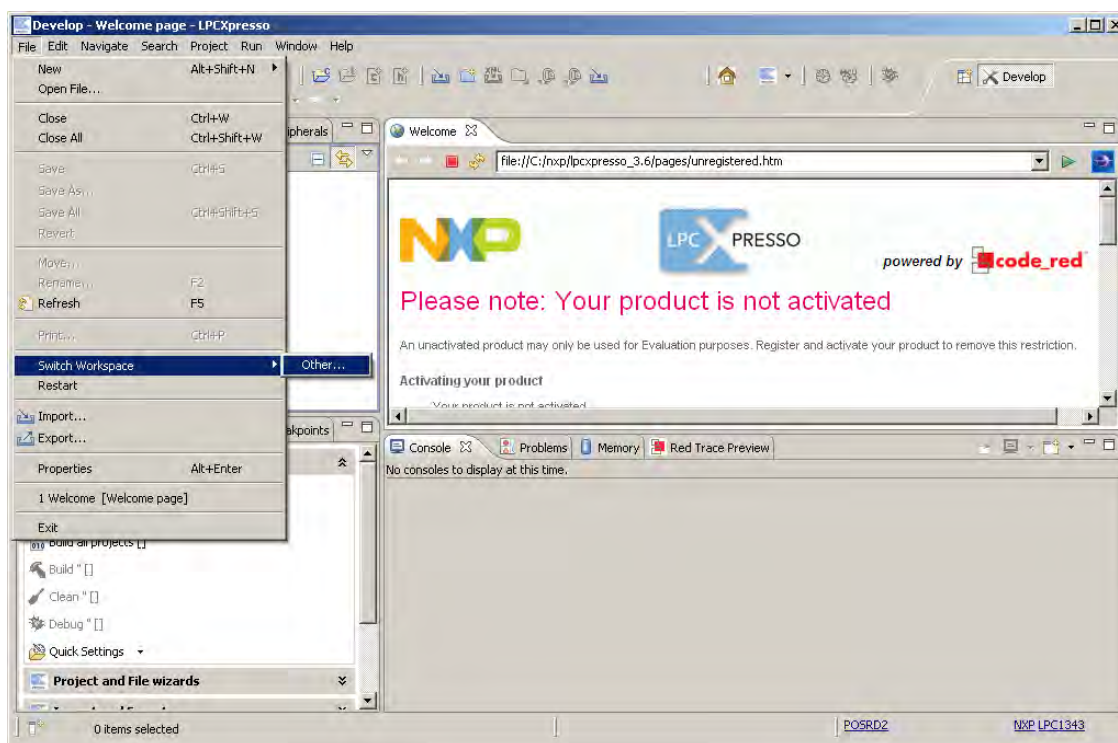 Develop - Welcome page - LPCXpresso
File Edit Navigate Search Project Run Window Help
New Alt+Shift+N
Open File...
Close Ctrl+W
Close All Ctrl+Shift+W
Save Ctrl+S
Save As...
Save All Ctrl+Shift+S
Revert
Move...
Rename... F2
Refresh F5
Print... Ctrl+P
Switch Workspace
Other...
Restart
Import...
Export...
Properties Alt+Enter
1 Welcome [Welcome page]
Exit
Develop
ipherals
Welcome
file://C:/nxp/lpcxpresso_3.6/pages/unregistered.htm
NXP
LPC XPRESSO
powered by code_red
Please note: Your product is not activated
An unactivated product may only be used for Evaluation purposes. Register and activate your product to remove this restriction.
Activating your product
Your product is not activated
akpoints
Console Problems Memory Red Trace Preview
No consoles to display at this time.
Build all projects []
Build '' []
Clean '' []
Debug '' []
Quick Settings
Project and File wizards
0 items selected
POSRD2
NXP LPC1343